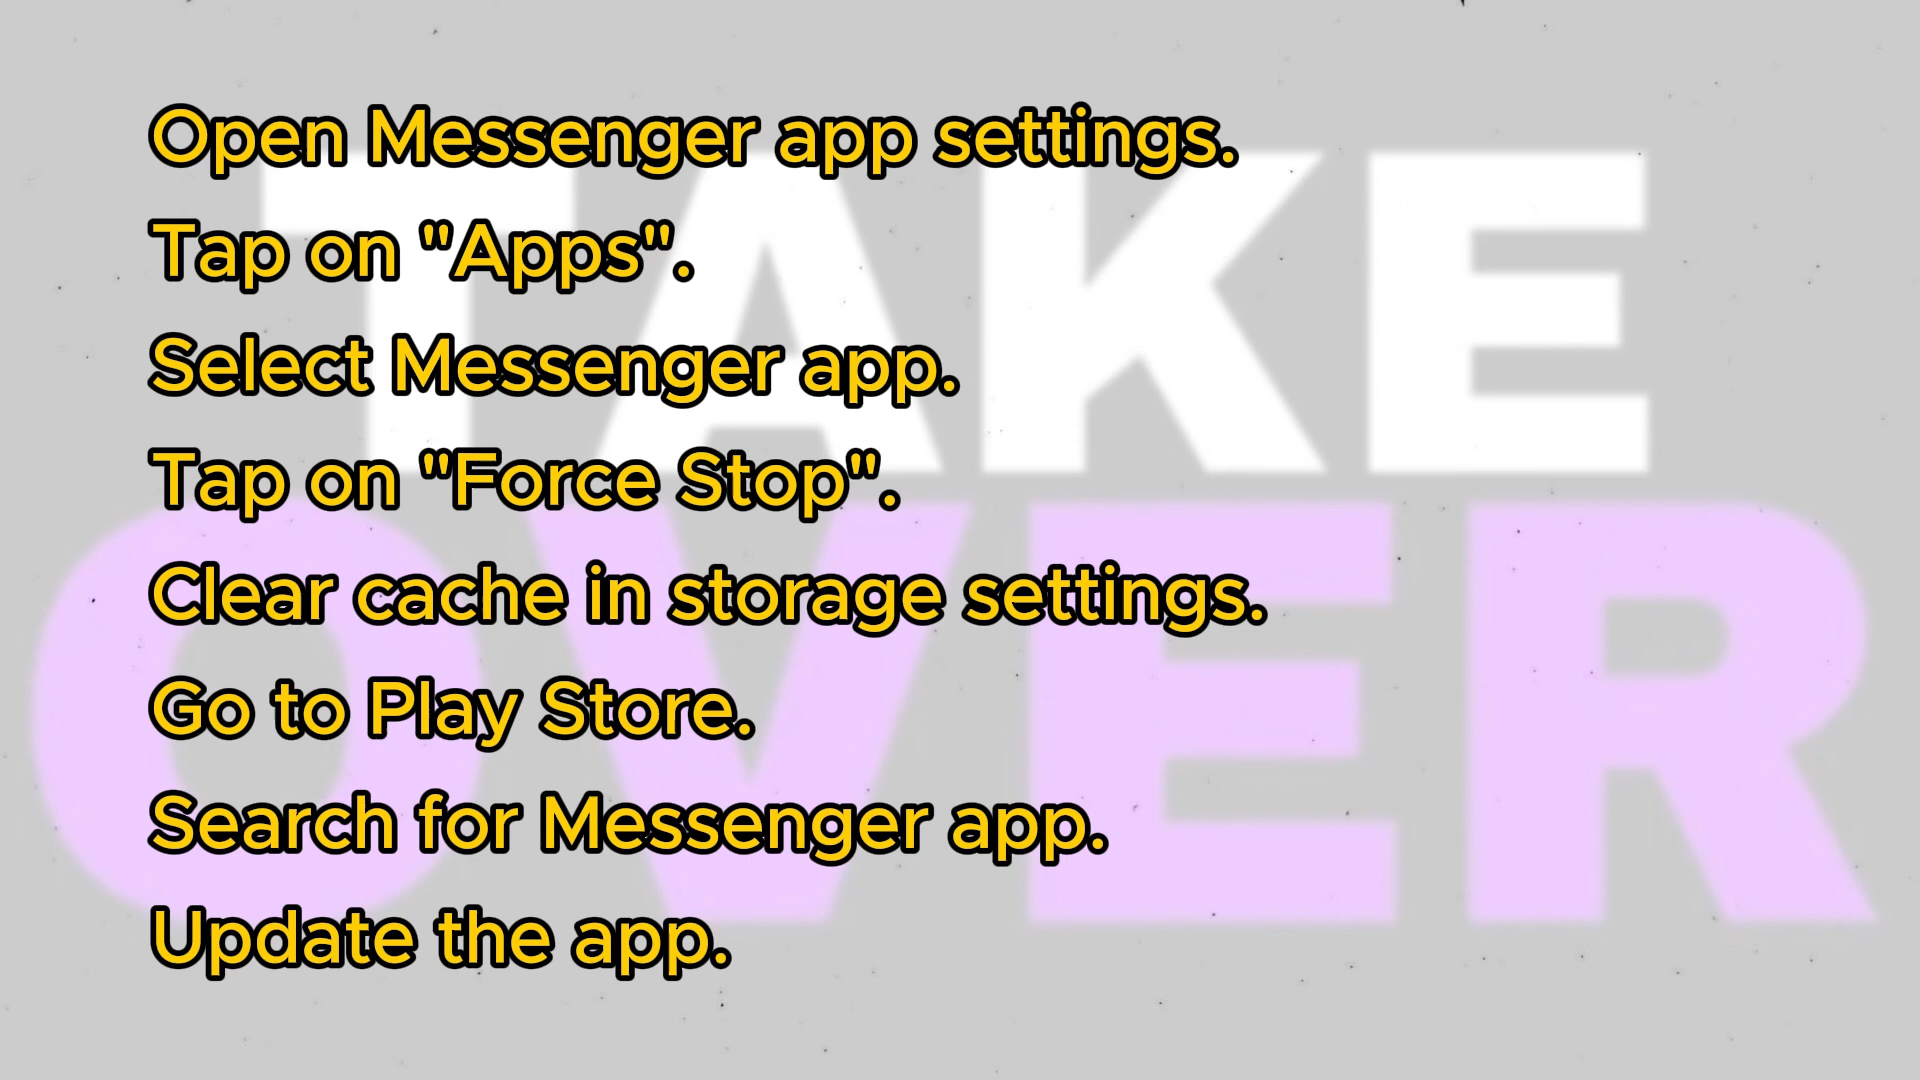 Open Messenger app settings.
Tap on "Apps".
Select Messenger app.
Tap on "Force Stop".
Clear cache in storage settings.
Go to Play Store.
Search for Messenger app.
Update the app.
TAKE
OVER